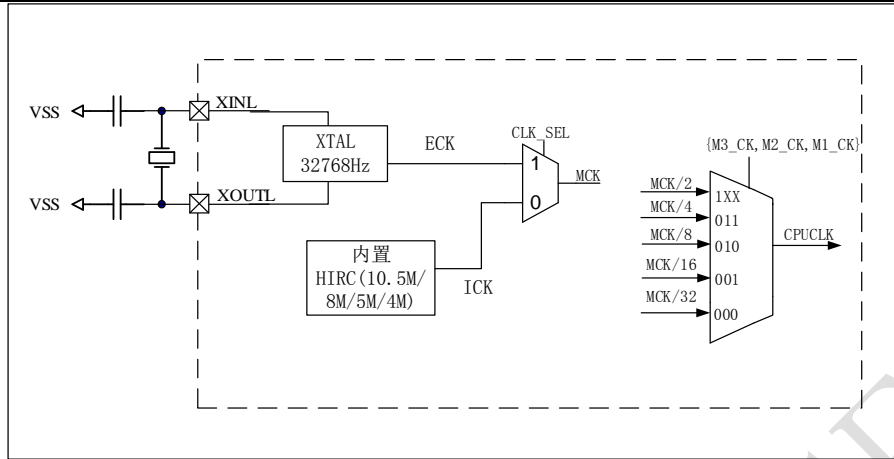 VSS
XINL
XTAL
32768Hz
ECK
CLK_SEL
1
0
MCK
VSS
XOUTL
内置
HIRC(10.5M/
8M/5M/4M)
ICK
{M3_CK, M2_CK, M1_CK}
MCK/2
1XX
MCK/4
011
MCK/8
010
CPUCLK
MCK/16
001
MCK/32
000